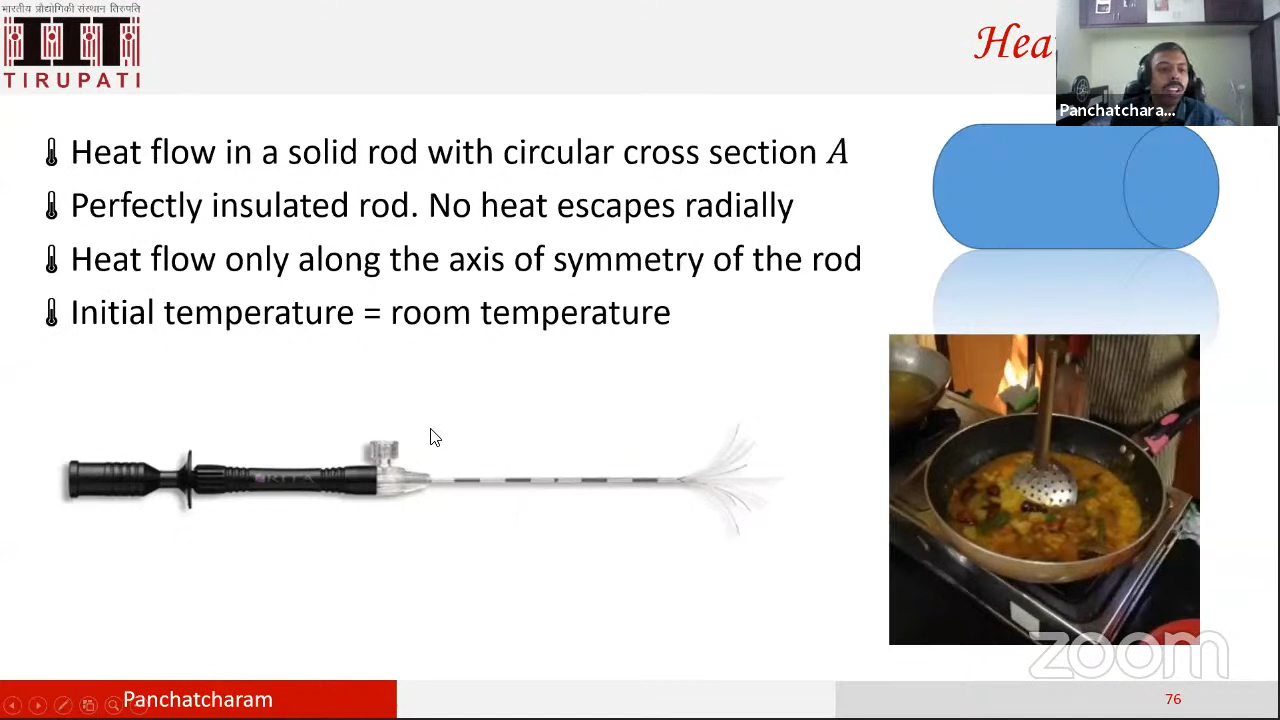 भारतीय प्रौद्योगिकी संस्थान तिरुपति
TIRUPATI
Hea
Panchatchara...
Heat flow in a solid rod with circular cross section A
Perfectly insulated rod. No heat escapes radially
Heat flow only along the axis of symmetry of the rod
Initial temperature = room temperature
RITA
zoom
Panchatcharam
76